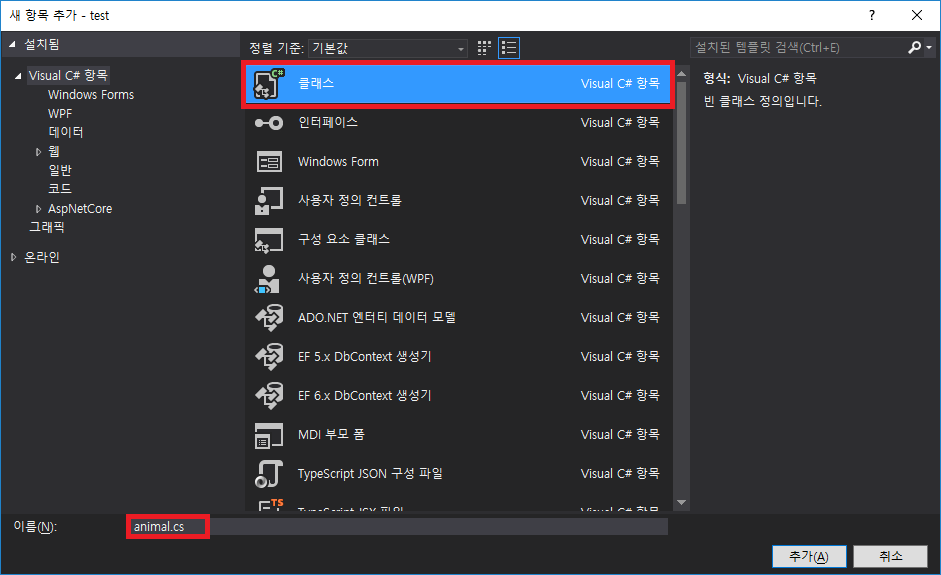 새 항목 추가 - test
설치됨
Visual C# 항목
Windows Forms
WPF
데이터
웹
일반
코드
AspNetCore
그래픽
온라인
정렬 기준: 기본값
클래스 Visual C# 항목
인터페이스 Visual C# 항목
Windows Form Visual C# 항목
사용자 정의 컨트롤 Visual C# 항목
구성 요소 클래스 Visual C# 항목
사용자 정의 컨트롤(WPF) Visual C# 항목
ADO.NET 엔터티 데이터 모델 Visual C# 항목
EF 5.x DbContext 생성기 Visual C# 항목
EF 6.x DbContext 생성기 Visual C# 항목
MDI 부모 폼 Visual C# 항목
TypeScript JSON 구성 파일 Visual C# 항목
TypeScript JSX 파일 Visual C# 항목
설치된 템플릿 검색(Ctrl+E)
형식: Visual C# 항목
빈 클래스 정의입니다.
이름(N): animal.cs
추가(A) 취소